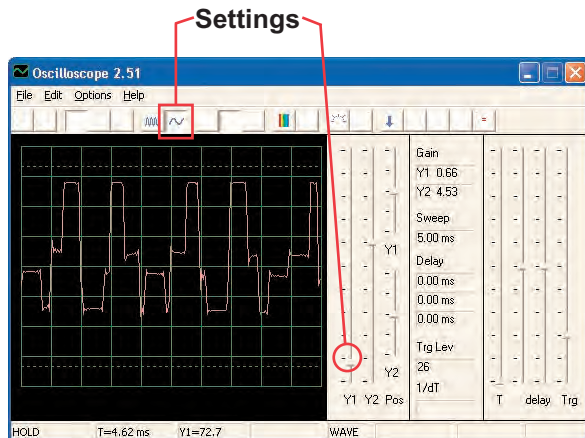 Settings
Oscilloscope 2.51
File Edit Options Help
Gain
Y1 0.66
Y2 4.53
Sweep
5.00 ms
Delay
0.00 ms
0.00 ms
0.00 ms
Trg Lev
26
1/dT
Y1
Y2
Y1 Y2 Pos
T delay Trg
HOLD T=4.62 ms Y1=72.7 WAVE